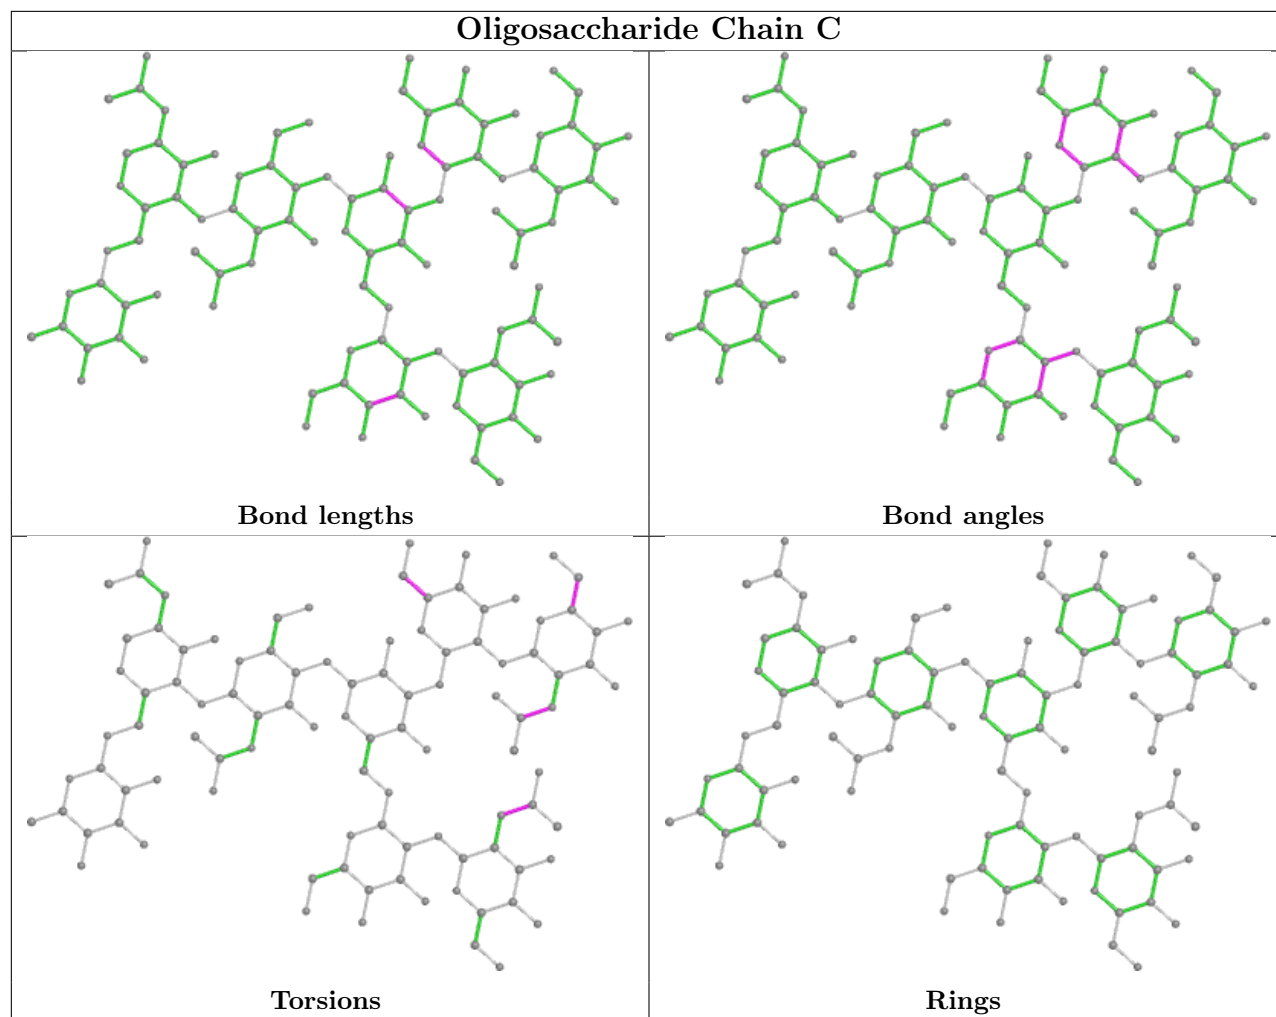 Oligosaccharide Chain C
Bond lengths
Bond angles
Torsions
Rings